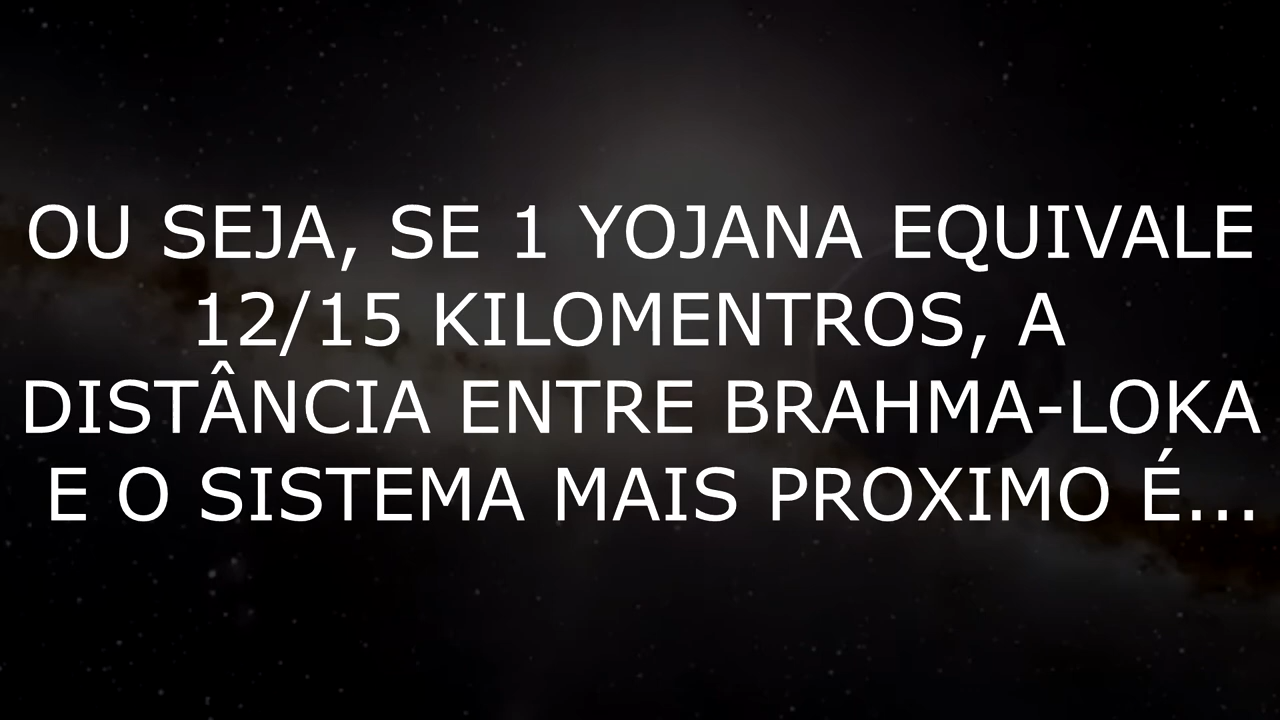 OU SEJA, SE 1 YOJANA EQUIVALE
12/15 KILOMENTROS, A
DISTÂNCIA ENTRE BRAHMA-LOKA
E O SISTEMA MAIS PROXIMO É...